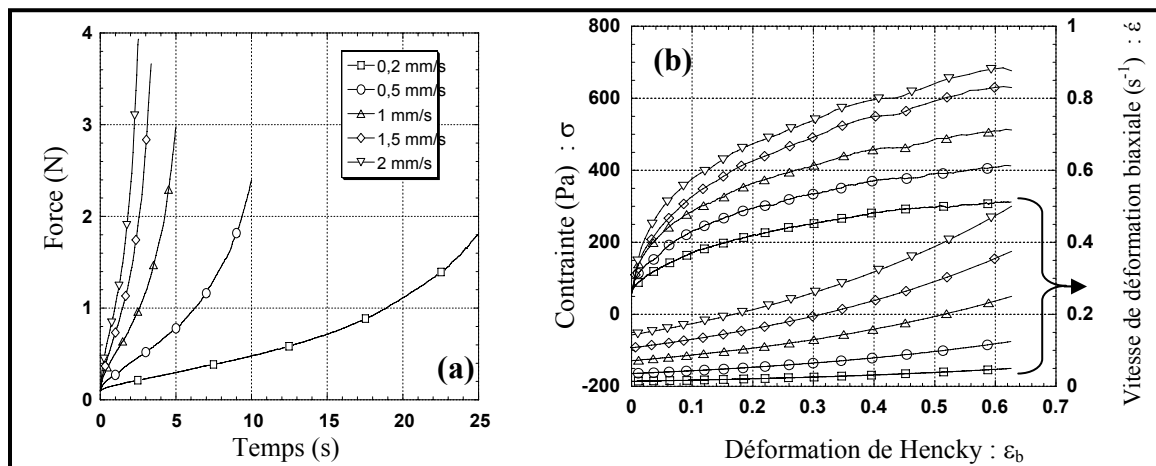 4
3
2
1
0
0 5 10 15 20 25
Force (N)
Temps (s)
0,2 mm/s
0,5 mm/s
1 mm/s
1,5 mm/s
2 mm/s
(a)
(b)
800
600
400
200
0
-200
0 0.1 0.2 0.3 0.4 0.5 0.6 0.7
1
0.8
0.6
0.4
0.2
0
Contrainte (Pa) : σ
Déformation de Hencky : εb
Vitesse de déformation biaxiale (s-1) : έ